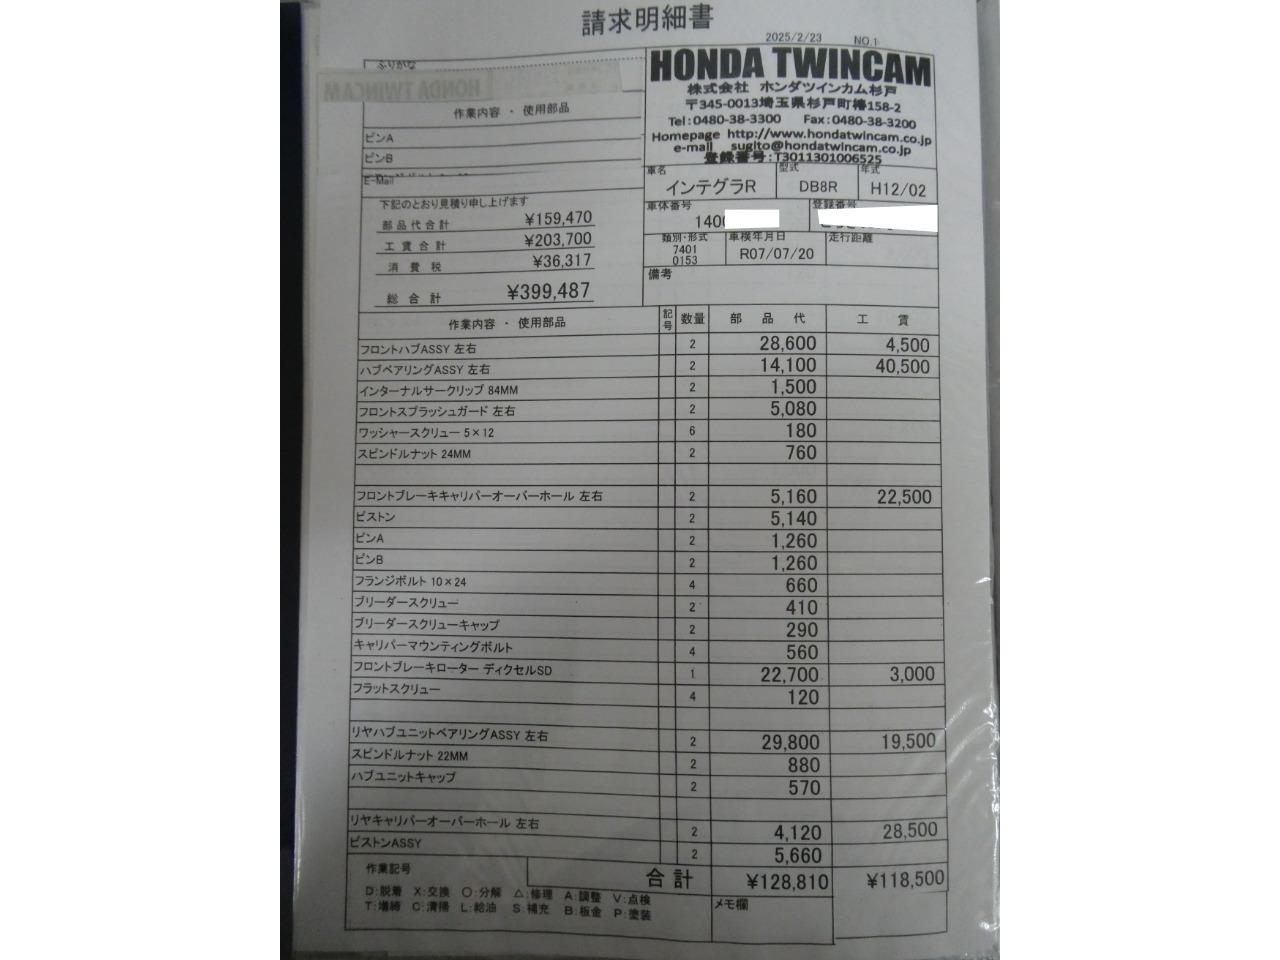 請求明細書
2025/2/23 NO.1
ふりがな
HONDA TWINCAM
株式会社 ホンダツインカム杉戸
〒345-0013埼玉県杉戸町椿158-2
Tel:0480-38-3300 Fax:0480-38-3200
Homepage http://www.hondatwincam.co.jp
e-mail sugito@hondatwincam.co.jp
登録番号:T3011301006525
作業内容 ・ 使用部品
ピンA
ピンB
E-Mail
車名 インテグラR 型式 DB8R 年式 H12/02
車体番号 140 登録番号
類別・形式 7401 0153 車検年月日 R07/07/20 走行距離
備考
下記のとおり見積り申し上げます
部品代合計 ¥159,470
工賃合計 ¥203,700
消費税 ¥36,317
総合計 ¥399,487
作業内容 ・ 使用部品 記号 数量 部品代 工賃
フロントハブASSY 左右 2 28,600 4,500
ハブベアリングASSY 左右 2 14,100 40,500
インターナルサークリップ 84MM 2 1,500
フロントスプラッシュガード 左右 2 5,080
ワッシャースクリュー 5×12 6 180
スピンドルナット 24MM 2 760
フロントブレーキキャリパーオーバーホール 左右 2 5,160 22,500
ピストン 2 5,140
ピンA 2 1,260
ピンB 2 1,260
フランジボルト 10×24 4 660
ブリーダースクリュー 2 410
ブリーダースクリューキャップ 2 290
キャリパーマウンティングボルト 4 560
フロントブレーキローター ディクセルSD 1 22,700 3,000
フラットスクリュー 4 120
リヤハブユニットベアリングASSY 左右 2 29,800 19,500
スピンドルナット 22MM 2 880
ハブユニットキャップ 2 570
リヤキャリパーオーバーホール 左右 2 4,120 28,500
ピストンASSY 2 5,660
作業記号 合計 ¥128,810 ¥118,500
D:脱着 X:交換 O:分解 △:修理 A:調整 V:点検
T:増締 C:清掃 L:給油 S:補充 B:板金 P:塗装
メモ欄